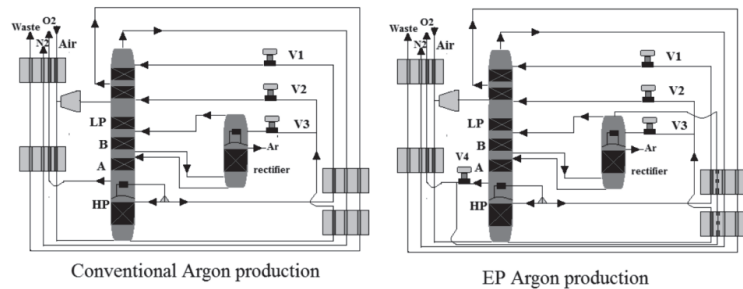 Waste O2
N2 Air
V1
V2
LP
V3
B
Ar
A
rectifier
HP
Conventional Argon production
Waste O2
N2 Air
V1
V2
LP
V3
B
V4
Ar
A
rectifier
HP
EP Argon production